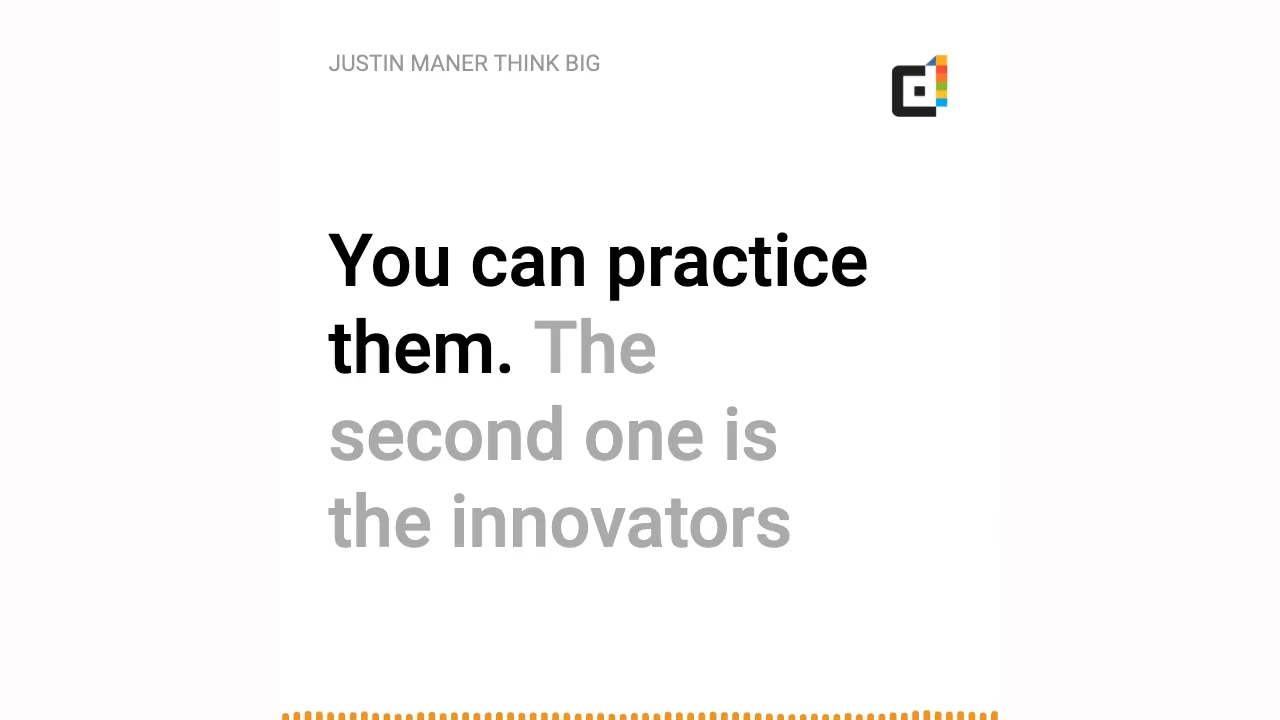 JUSTIN MANER THINK BIG
You can practice
them. The
second one is
the innovators